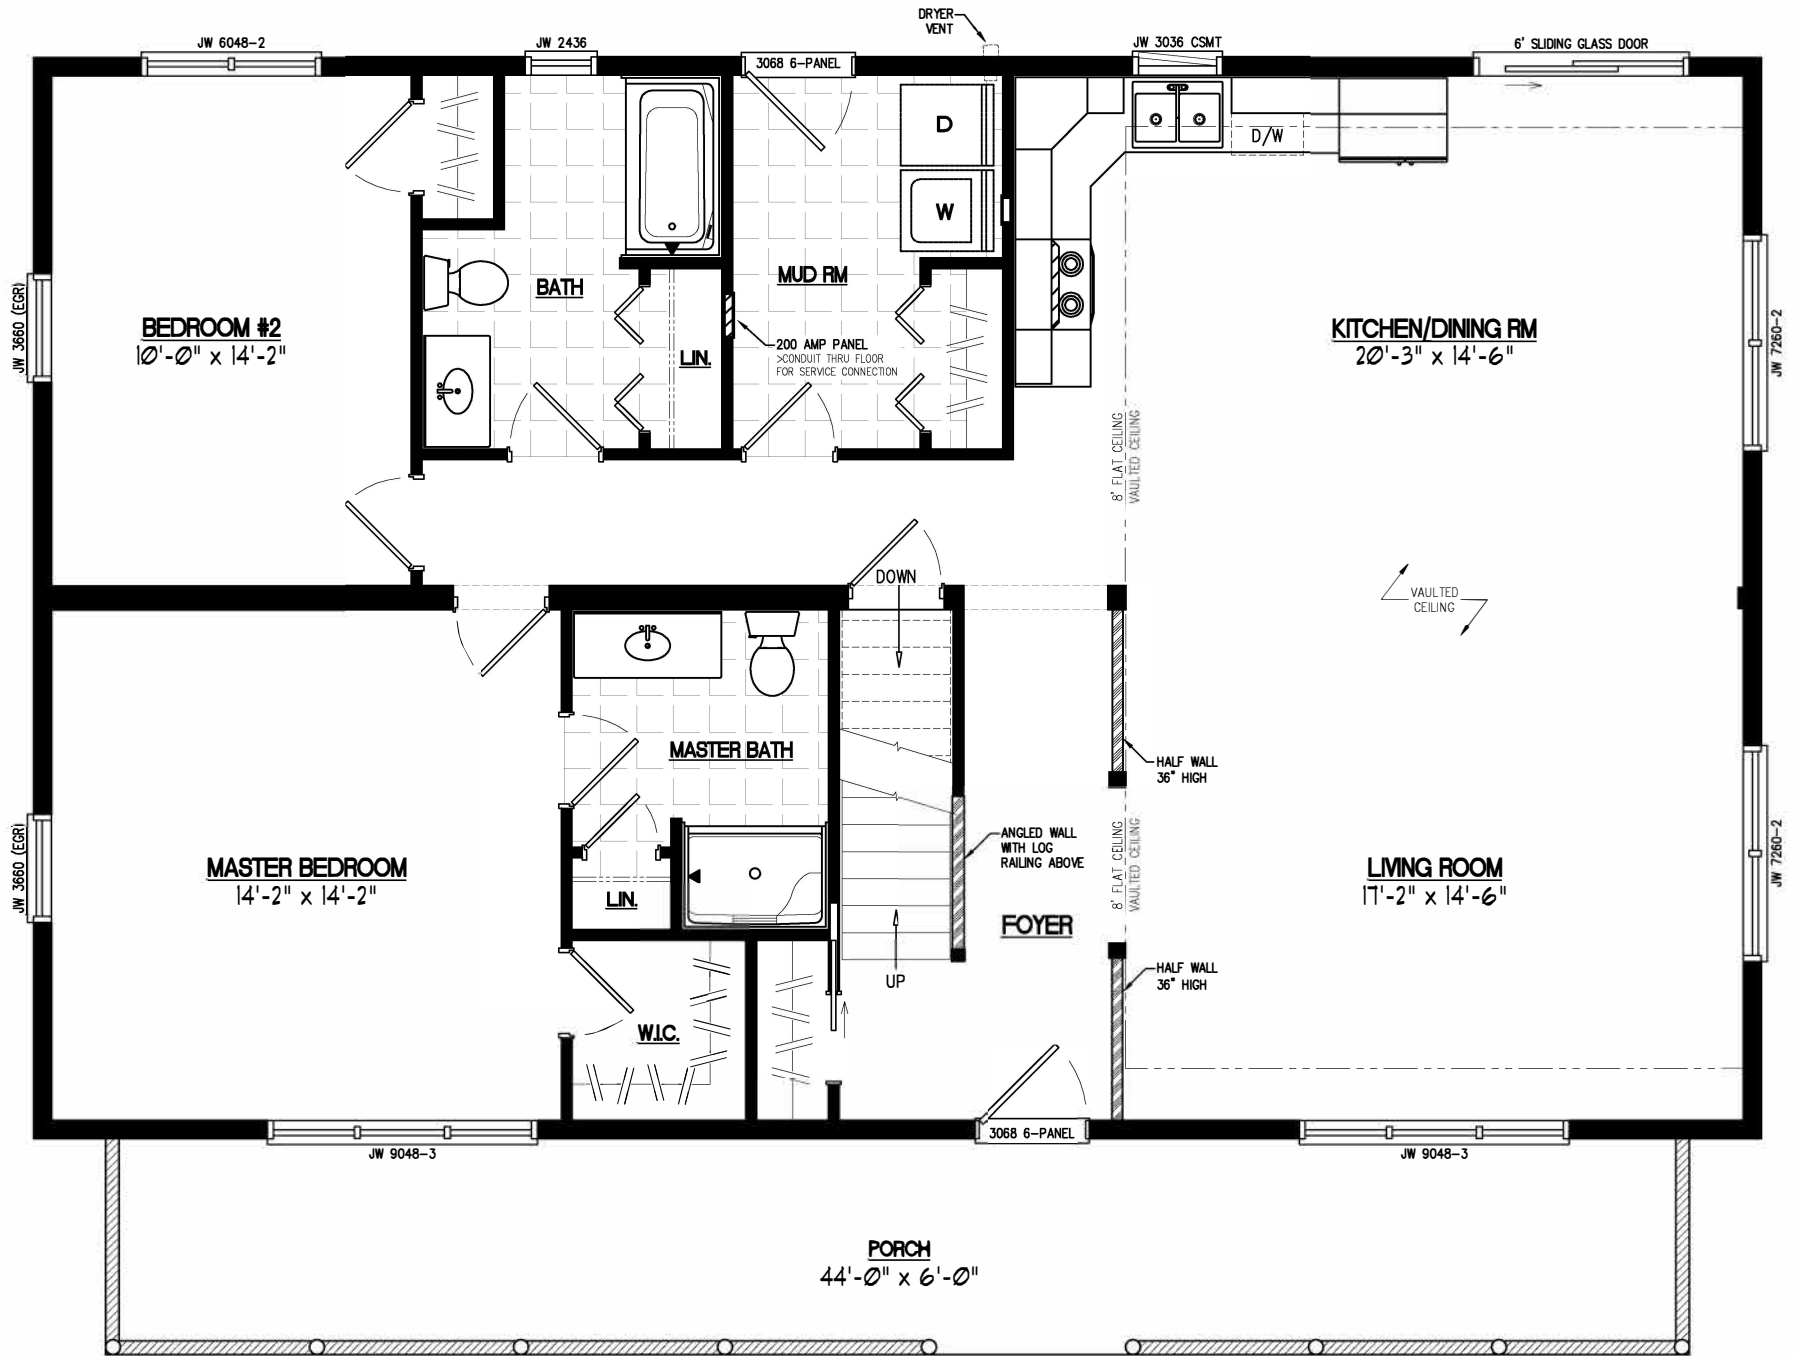 DRYER
VENT
JW 6048-2
JW 2436
3068 6-PANEL
JW 3036 CSMT
6' SLIDING GLASS DOOR
D
D/W
W
MUD RM
BATH
JW 3660 (EGR)
BEDROOM #2
10'-0" x 14'-2"
LIN.
200 AMP PANEL
>CONDUIT THRU FLOOR
FOR SERVICE CONNECTION
KITCHEN/DINING RM
20'-3" x 14'-6"
JW 7260-2
8' FLAT CEILING
VAULTED CEILING
DOWN
VAULTED
CEILING
MASTER BATH
HALF WALL
36" HIGH
ANGLED WALL
WITH LOG
RAILING ABOVE
8' FLAT CEILING
VAULTED CEILING
JW 3660 (EGR)
MASTER BEDROOM
14'-2" x 14'-2"
LIN.
LIVING ROOM
17'-2" x 14'-6"
JW 7260-2
FOYER
UP
HALF WALL
36" HIGH
W.I.C.
3068 6-PANEL
JW 9048-3
JW 9048-3
PORCH
44'-0" x 6'-0"